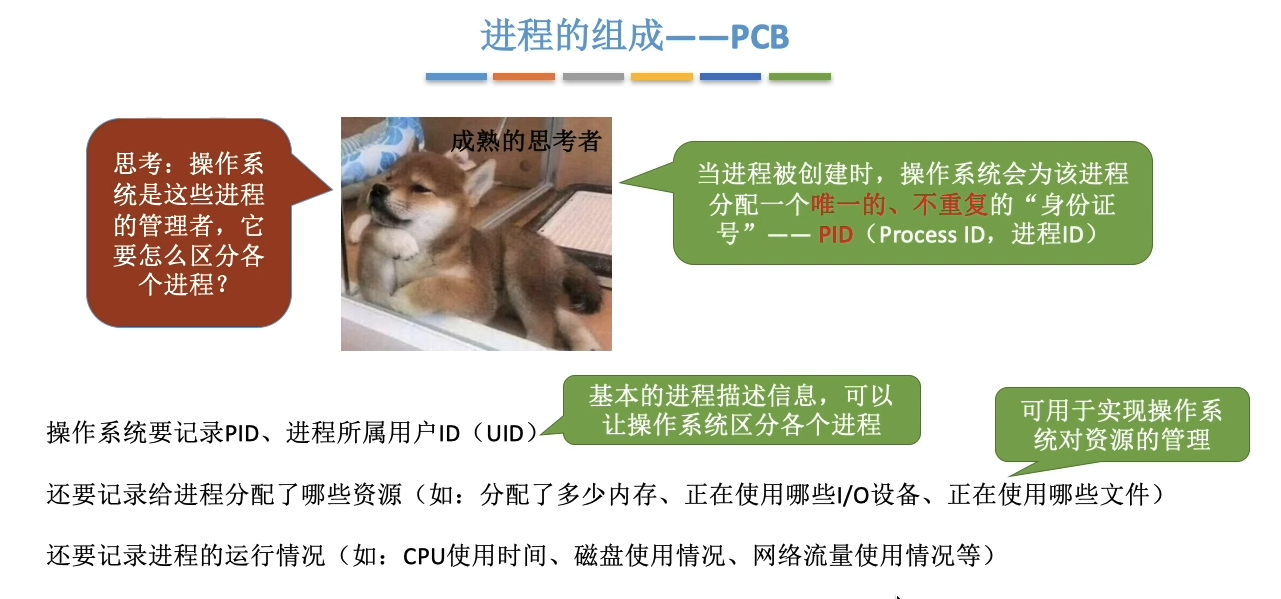 进程的组成——PCB
思考：操作系
统是这些进程
的管理者，它
要怎么区分各
个进程？
成熟的思考者
当进程被创建时，操作系统会为该进程
分配一个唯一的、不重复的“身份证
号”—— PID（Process ID，进程ID）
基本的进程描述信息，可以
让操作系统区分各个进程
可用于实现操作系
统对资源的管理
操作系统要记录PID、进程所属用户ID（UID）
还要记录给进程分配了哪些资源（如：分配了多少内存、正在使用哪些I/O设备、正在使用哪些文件）
还要记录进程的运行情况（如：CPU使用时间、磁盘使用情况、网络流量使用情况等）